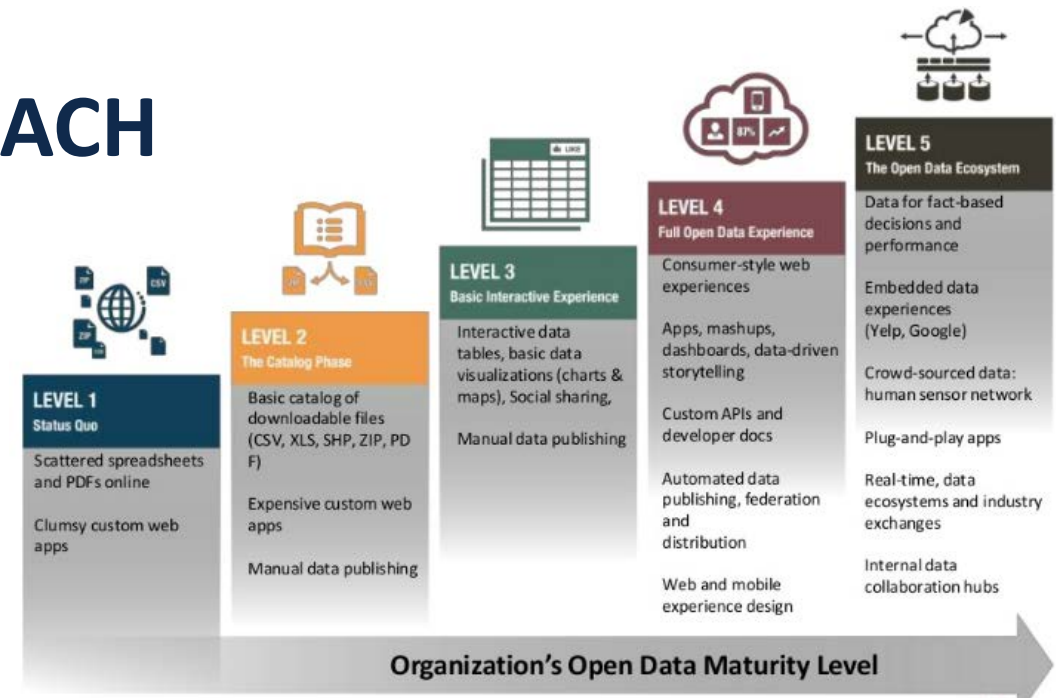 ACH
ZIP
CSV
ZIP
LEVEL 1
Status Quo
Scattered spreadsheets
and PDFs online
Clumsy custom web
apps
ZIP
LEVEL 2
The Catalog Phase
Basic catalog of
downloadable files
(CSV, XLS, SHP, ZIP, PD
F)
Expensive custom web
apps
Manual data publishing
LIKE
LEVEL 3
Basic Interactive Experience
Interactive data
tables, basic data
visualizations (charts &
maps), Social sharing,
Manual data publishing
87%
LEVEL 4
Full Open Data Experience
Consumer-style web
experiences
Apps, mashups,
dashboards, data-driven
storytelling
Custom APIs and
developer docs
Automated data
publishing, federation
and
distribution
Web and mobile
experience design
LEVEL 5
The Open Data Ecosystem
Data for fact-based
decisions and
performance
Embedded data
experiences
(Yelp, Google)
Crowd-sourced data:
human sensor network
Plug-and-play apps
Real-time, data
ecosystems and industry
exchanges
Internal data
collaboration hubs
Organization's Open Data Maturity Level